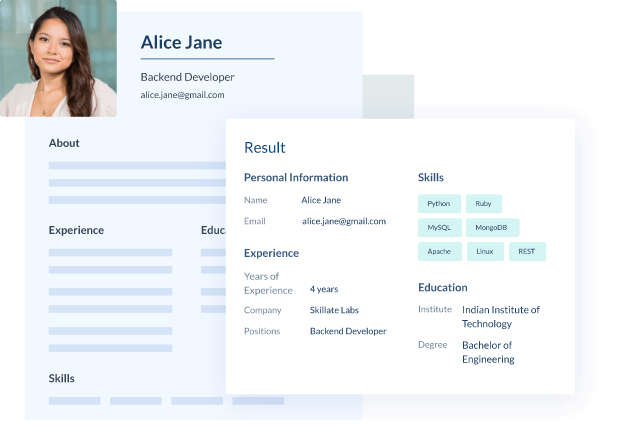 Alice Jane
Backend Developer
alice.jane@gmail.com
About
Experience
Educa
Skills
Result
Personal Information
Name Alice Jane
Email alice.jane@gmail.com
Experience
Years of
Experience 4 years
Company Skillate Labs
Positions Backend Developer
Skills
Python Ruby
MySQL MongoDB
Apache Linux REST
Education
Institute Indian Institute of
Technology
Degree Bachelor of
Engineering